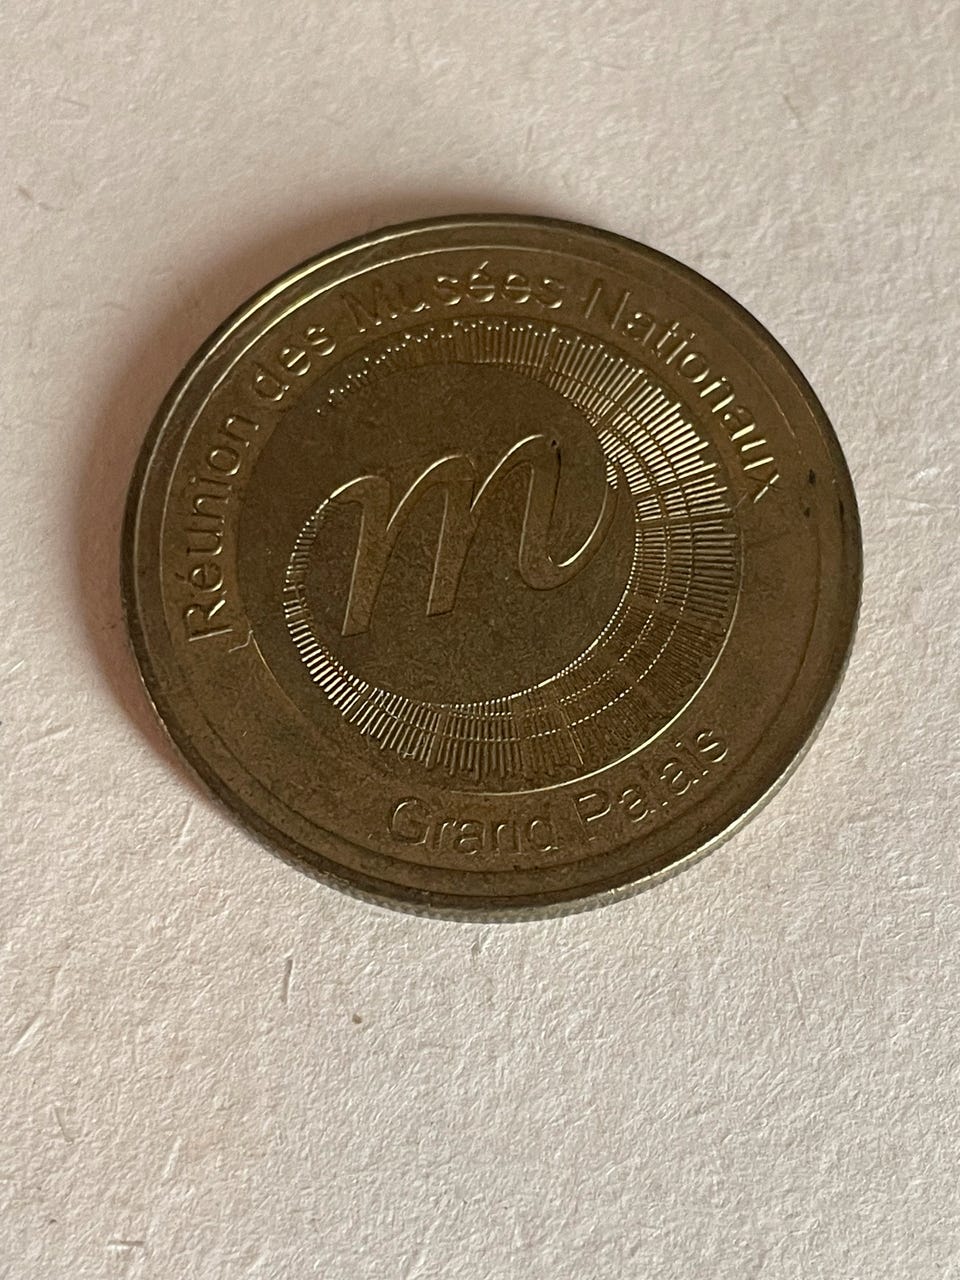 Réunion des Musées Nationaux
m
Grand Palais